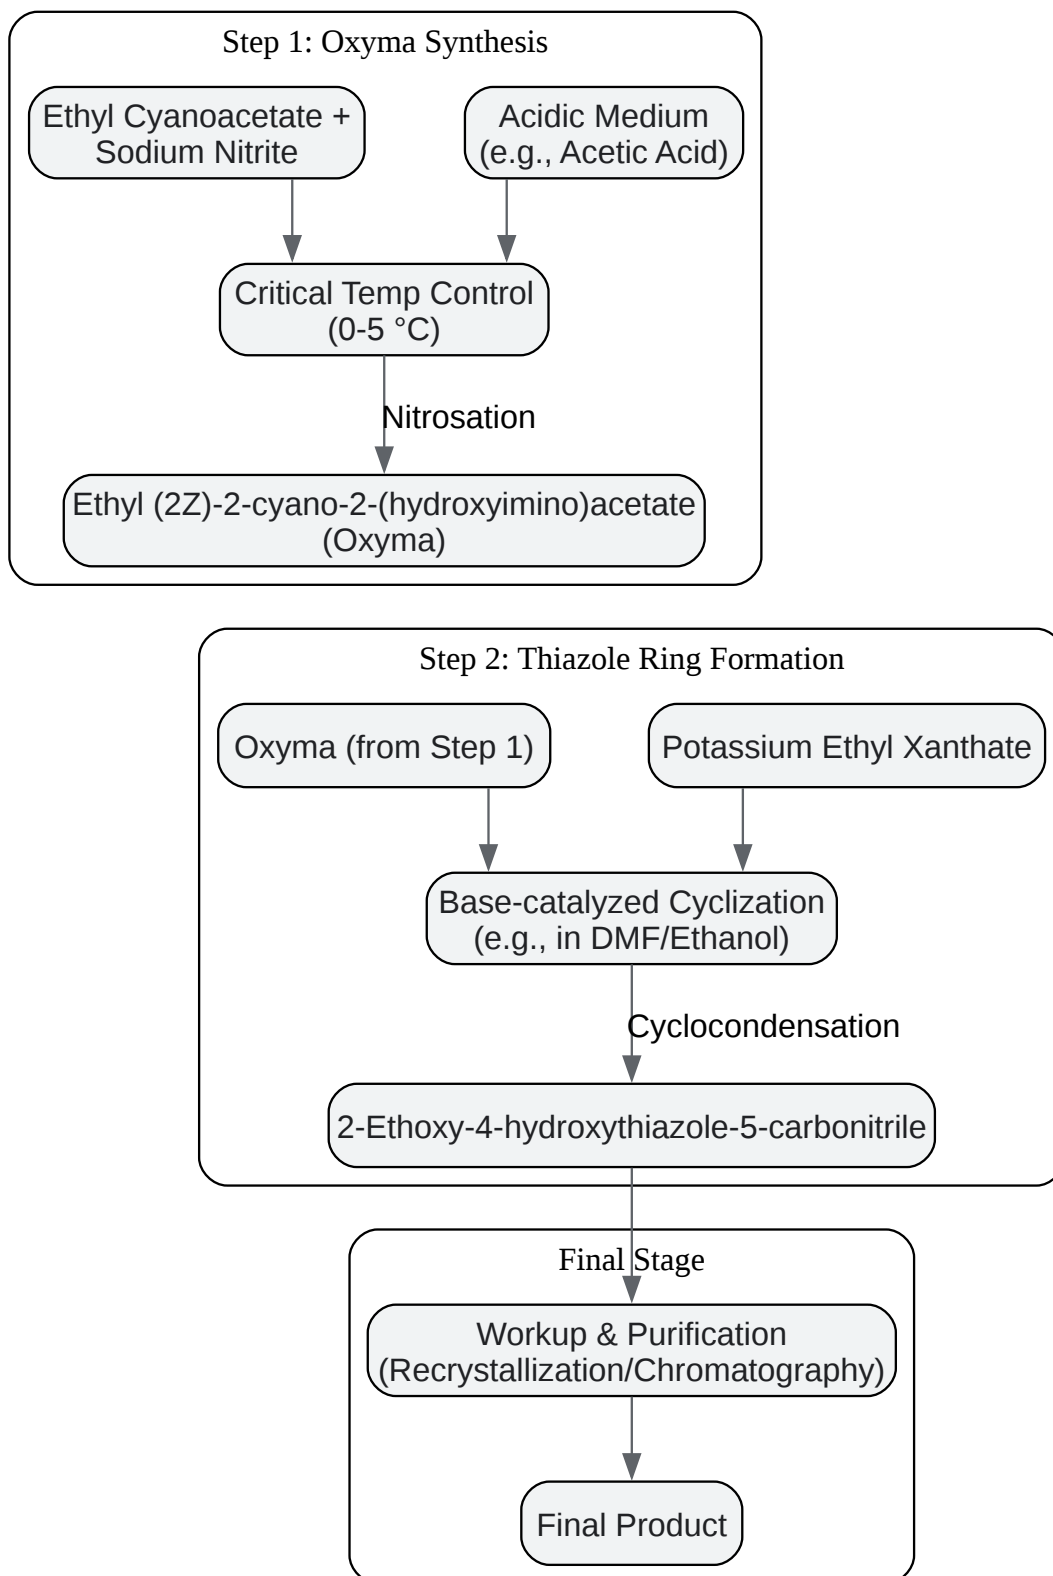 Step 1: Oxyma Synthesis
Ethyl Cyanoacetate +
Sodium Nitrite
Acidic Medium
(e.g., Acetic Acid)
Critical Temp Control
(0-5 °C)
Nitrosation
Ethyl (2Z)-2-cyano-2-(hydroxyimino)acetate
(Oxyma)
Step 2: Thiazole Ring Formation
Oxyma (from Step 1)
Potassium Ethyl Xanthate
Base-catalyzed Cyclization
(e.g., in DMF/Ethanol)
Cyclocondensation
2-Ethoxy-4-hydroxythiazole-5-carbonitrile
Final Stage
Workup & Purification
(Recrystallization/Chromatography)
Final Product